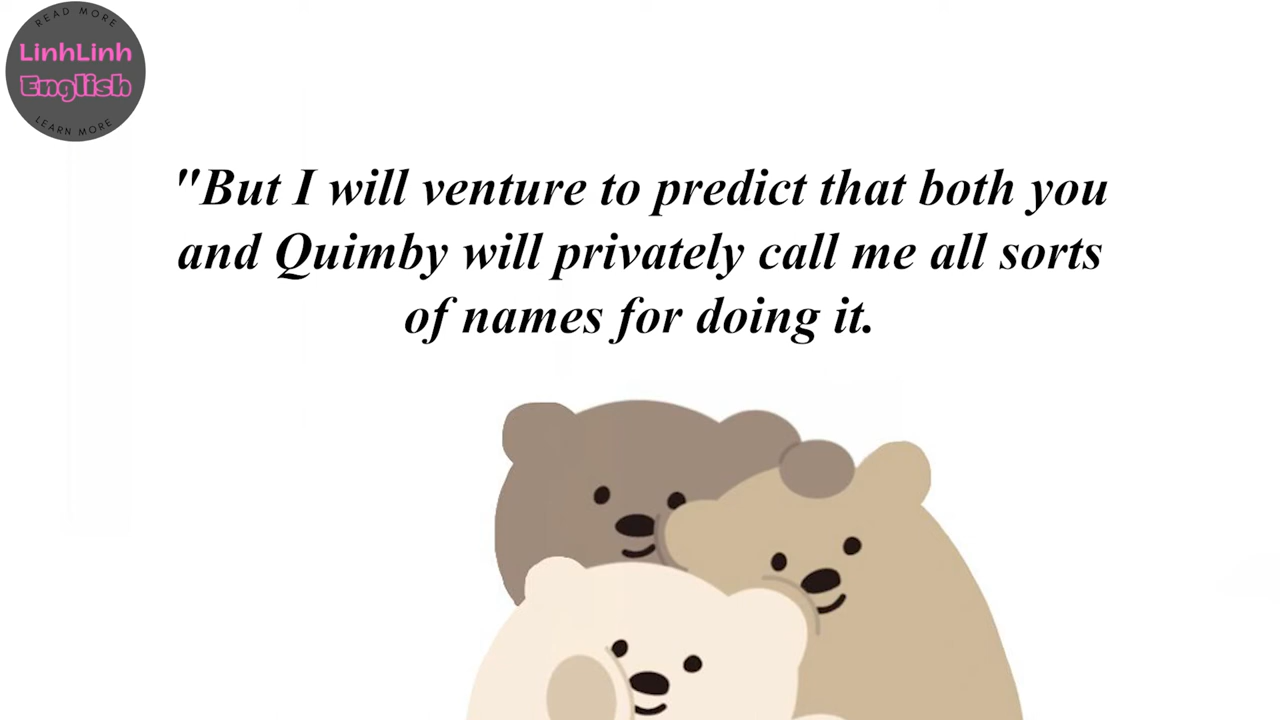 READ MORE
LinhLinh
English
LEARN MORE
"But I will venture to predict that both you
and Quimby will privately call me all sorts
of names for doing it.